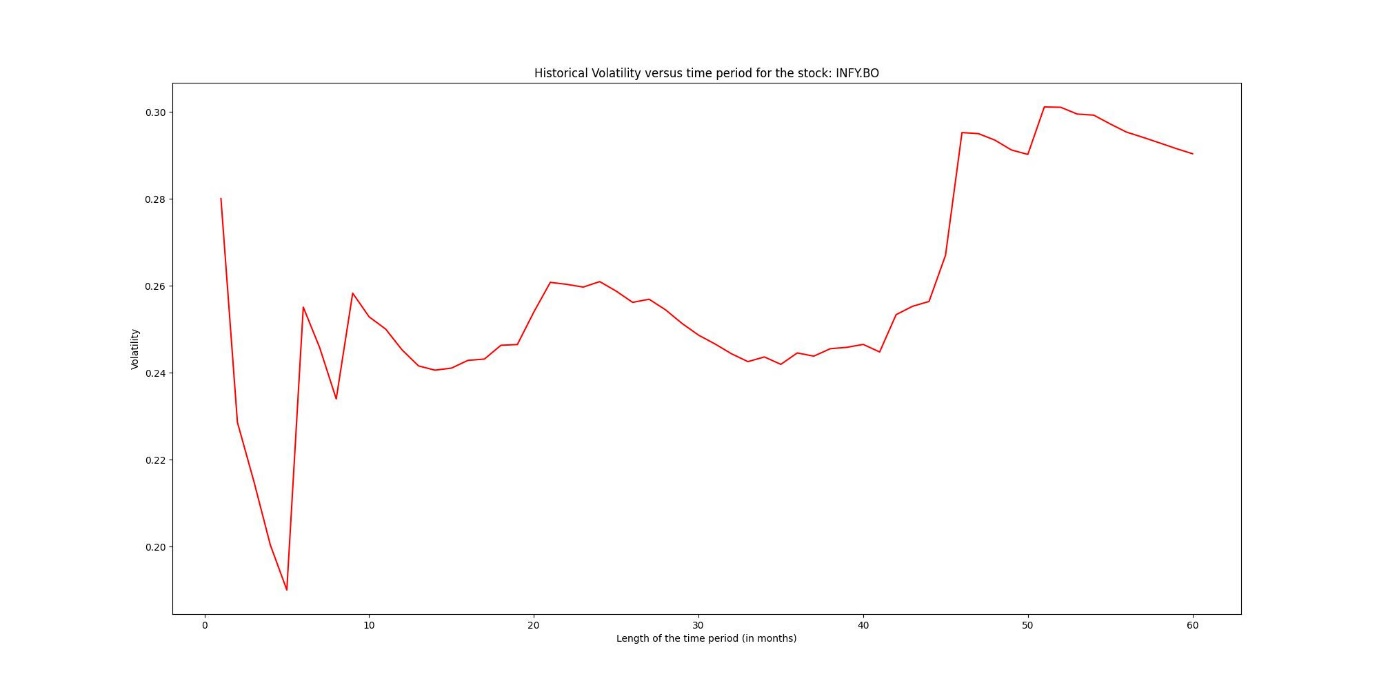 Historical Volatility versus time period for the stock: INFY.BO
0.30
0.28
0.26
0.24
0.22
0.20
Volatility
0 10 20 30 40 50 60
Length of the time period (in months)